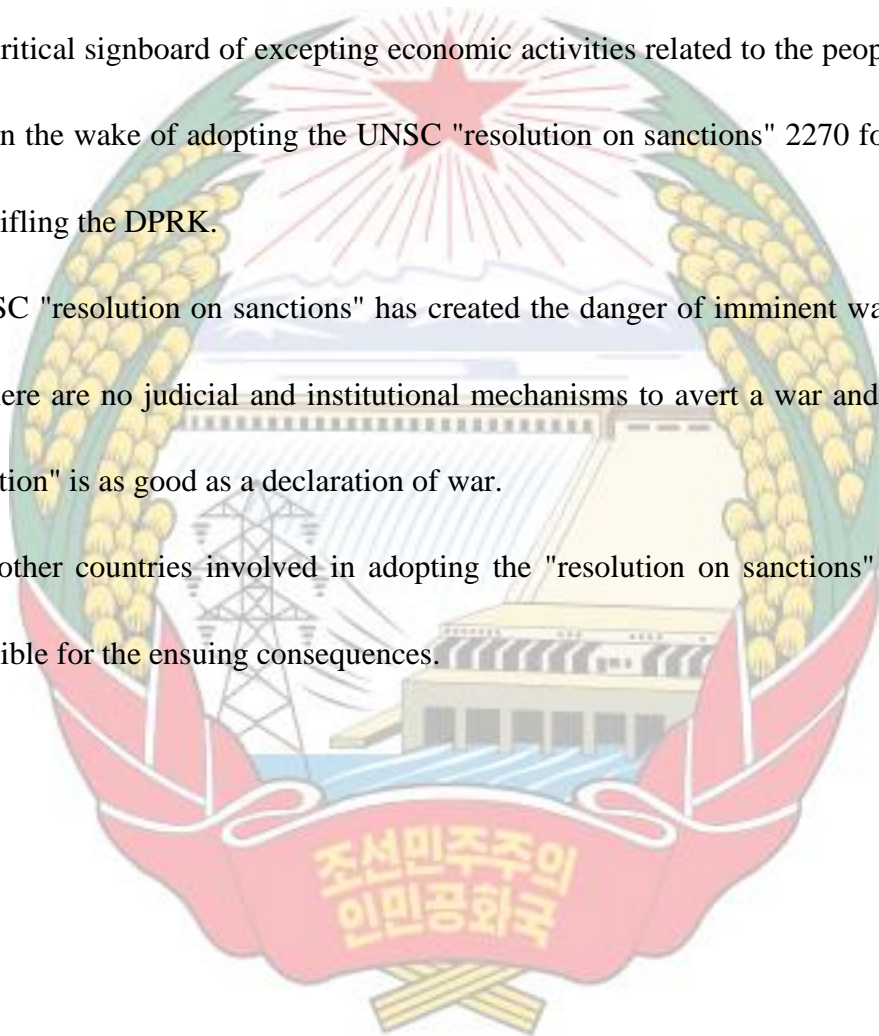 ritical signboard of excepting economic activities related to the peop
n the wake of adopting the UNSC "resolution on sanctions" 2270 fo
ifling the DPRK.
SC "resolution on sanctions" has created the danger of imminent wa
ere are no judicial and institutional mechanisms to avert a war and
tion" is as good as a declaration of war.
other countries involved in adopting the "resolution on sanctions"
ible for the ensuing consequences.
조선민주주의
인민공화국